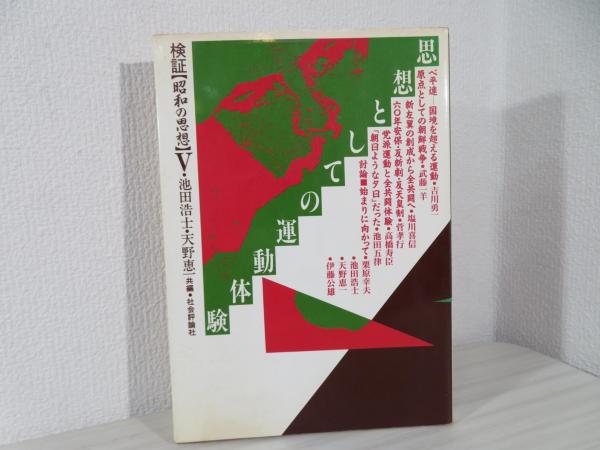 思想としての運動体験
ベ平連 国境を超える運動•吉川勇一
原点としての朝鮮戦争•武藤一羊
新左翼の創成から全共闘へ•塩川喜信
六〇年安保・反新劇・反天皇制•菅孝行
党派運動と全共闘体験•高橋寿臣
「朝日ような夕日」だった•池田五律
討論■始まりに向かって•栗原幸夫
•池田浩士
•天野恵一
•伊藤公雄
検証【昭和の思想】V•池田浩士・天野恵一
共編•社会評論社